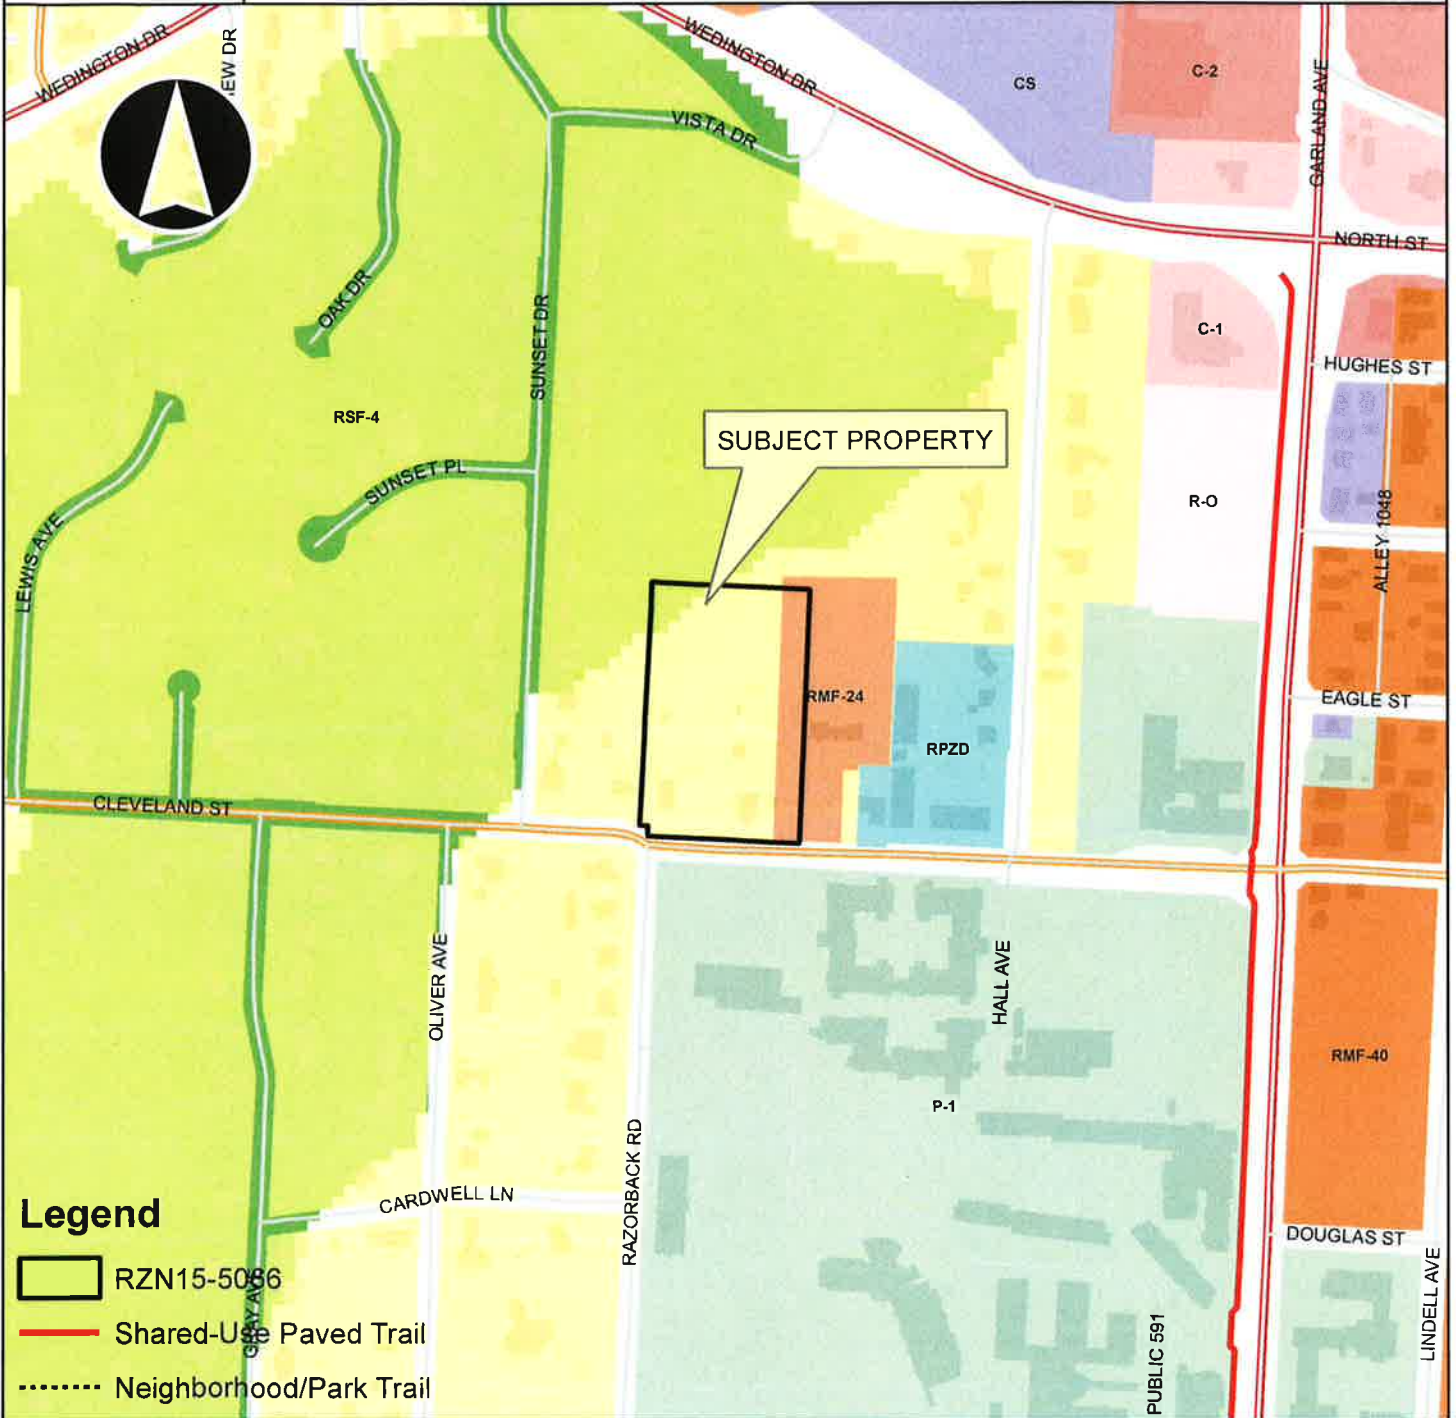 WEDINGTON DR
EW DR
WEDINGTON DR
CS
C-2
GARLAND AVE
VISTA DR
NORTH ST
OAK DR
SUNSET DR
C-1
HUGHES ST
RSF-4
SUBJECT PROPERTY
SUNSET PL
R-O
LEWIS AVE
ALLEY 1048
RMF-24
EAGLE ST
RPZD
CLEVELAND ST
OLIVER AVE
HALL AVE
RMF-40
P-1
RAZORBACK RD
CARDWELL LN
DOUGLAS ST
LINDELL AVE
PUBLIC 591
GRAY AVE
Legend
RZN15-5086
Shared-Use Paved Trail
Neighborhood/Park Trail